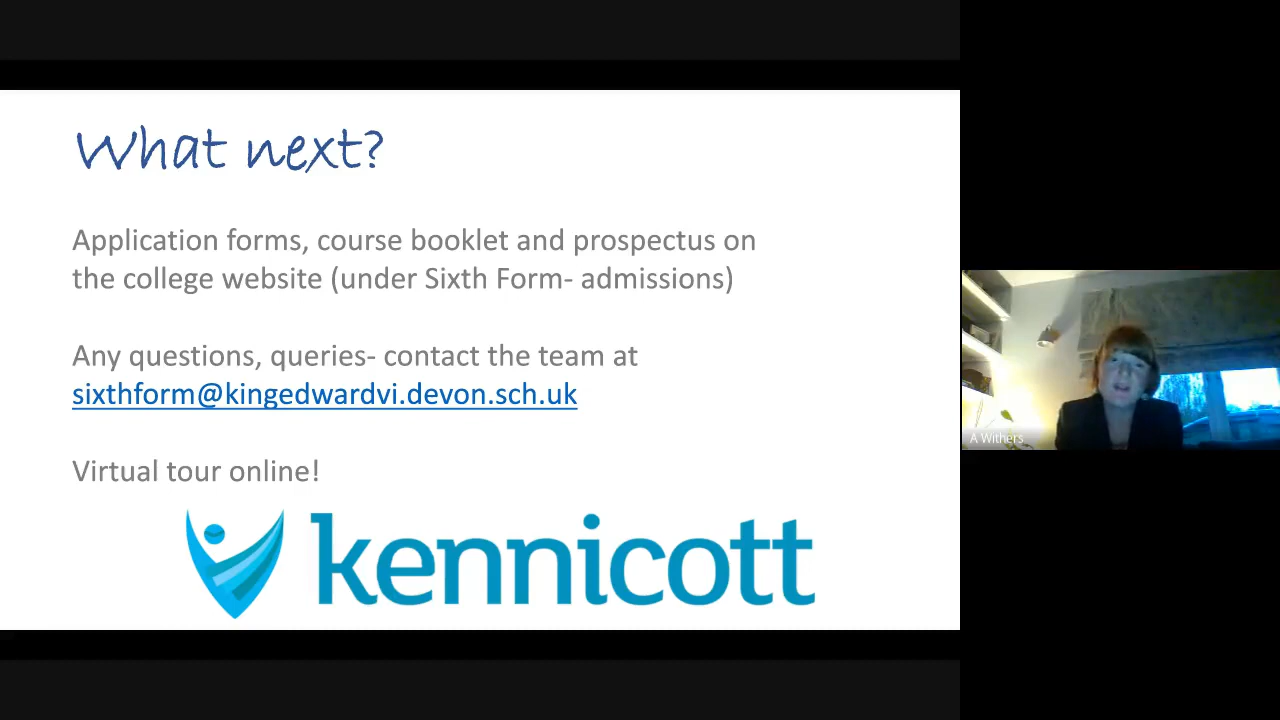 What next?
Application forms, course booklet and prospectus on
the college website (under Sixth Form- admissions)
Any questions, queries- contact the team at
sixthform@kingedwardvi.devon.sch.uk
Virtual tour online!
kennicott
A Withers